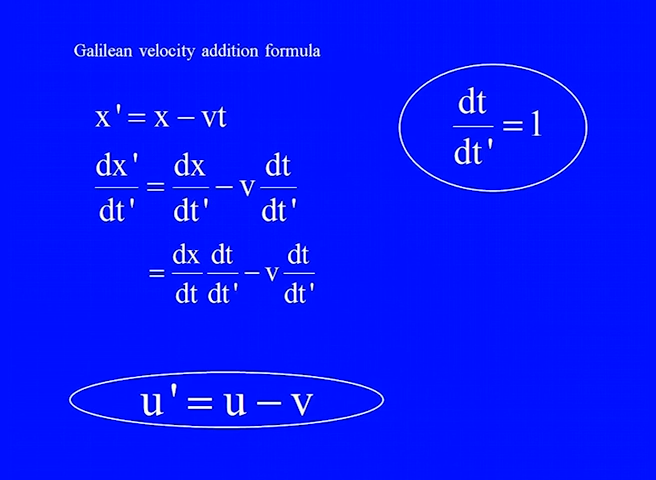 Galilean velocity addition formula
x' = x − vt
dx'/dt' = dx/dt' − v dt/dt'
= dx/dt dt/dt' − v dt/dt'
u' = u − v
dt/dt' = 1